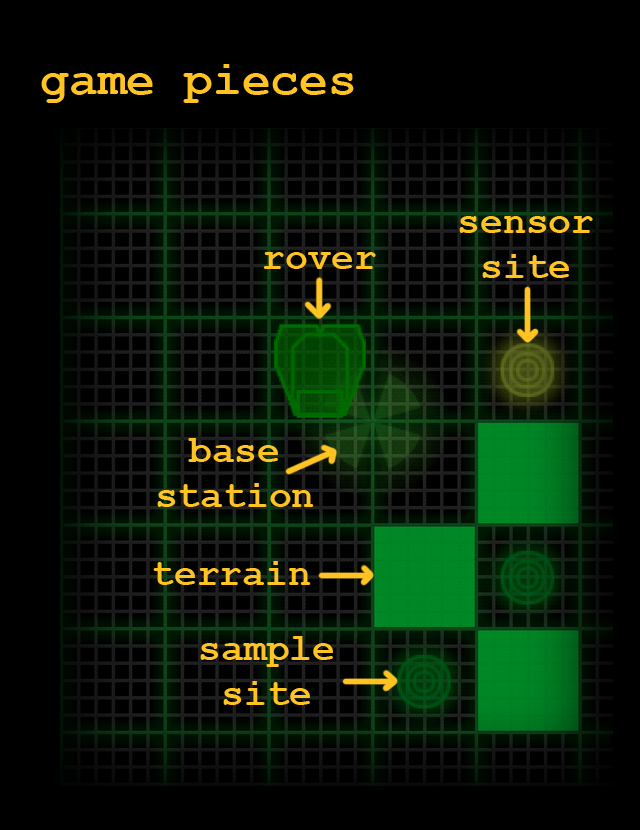 game pieces
sensor
site
rover
base
station
terrain
sample
site